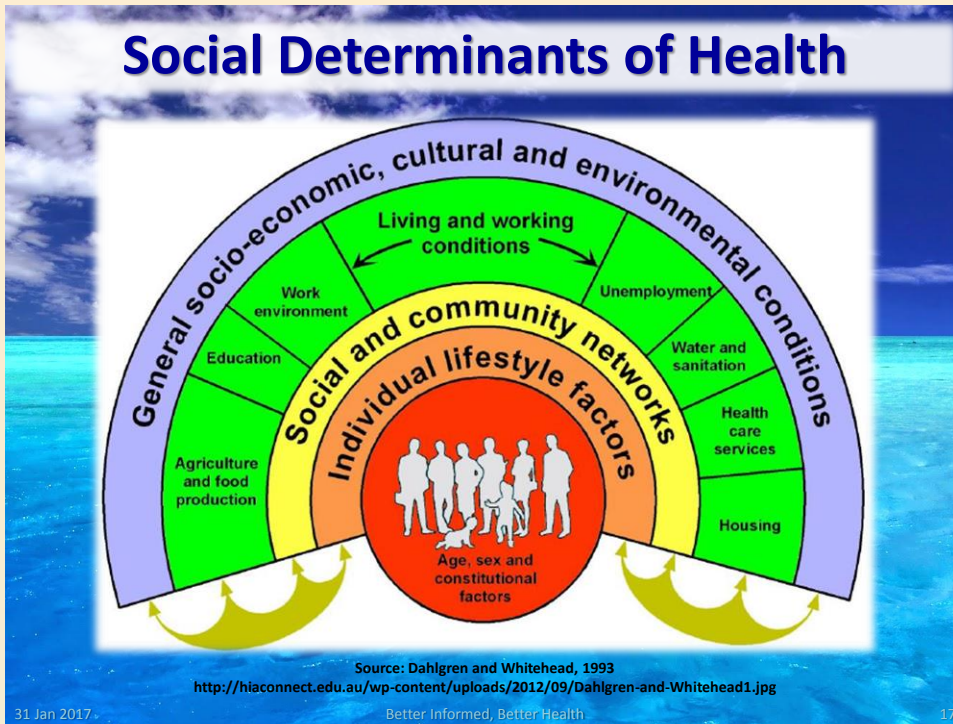 Social Determinants of Health
General socio-economic, cultural and environmental conditions
Living and working
conditions
Work
environment
Education
Agriculture
and food
production
Unemployment
Water and
sanitation
Health
care
services
Housing
Social and community networks
Individual lifestyle factors
Age, sex and
constitutional
factors
Source: Dahlgren and Whitehead, 1993
http://hiaconnect.edu.au/wp-content/uploads/2012/09/Dahlgren-and-Whitehead1.jpg
31 Jan 2017
Better Informed, Better Health
17